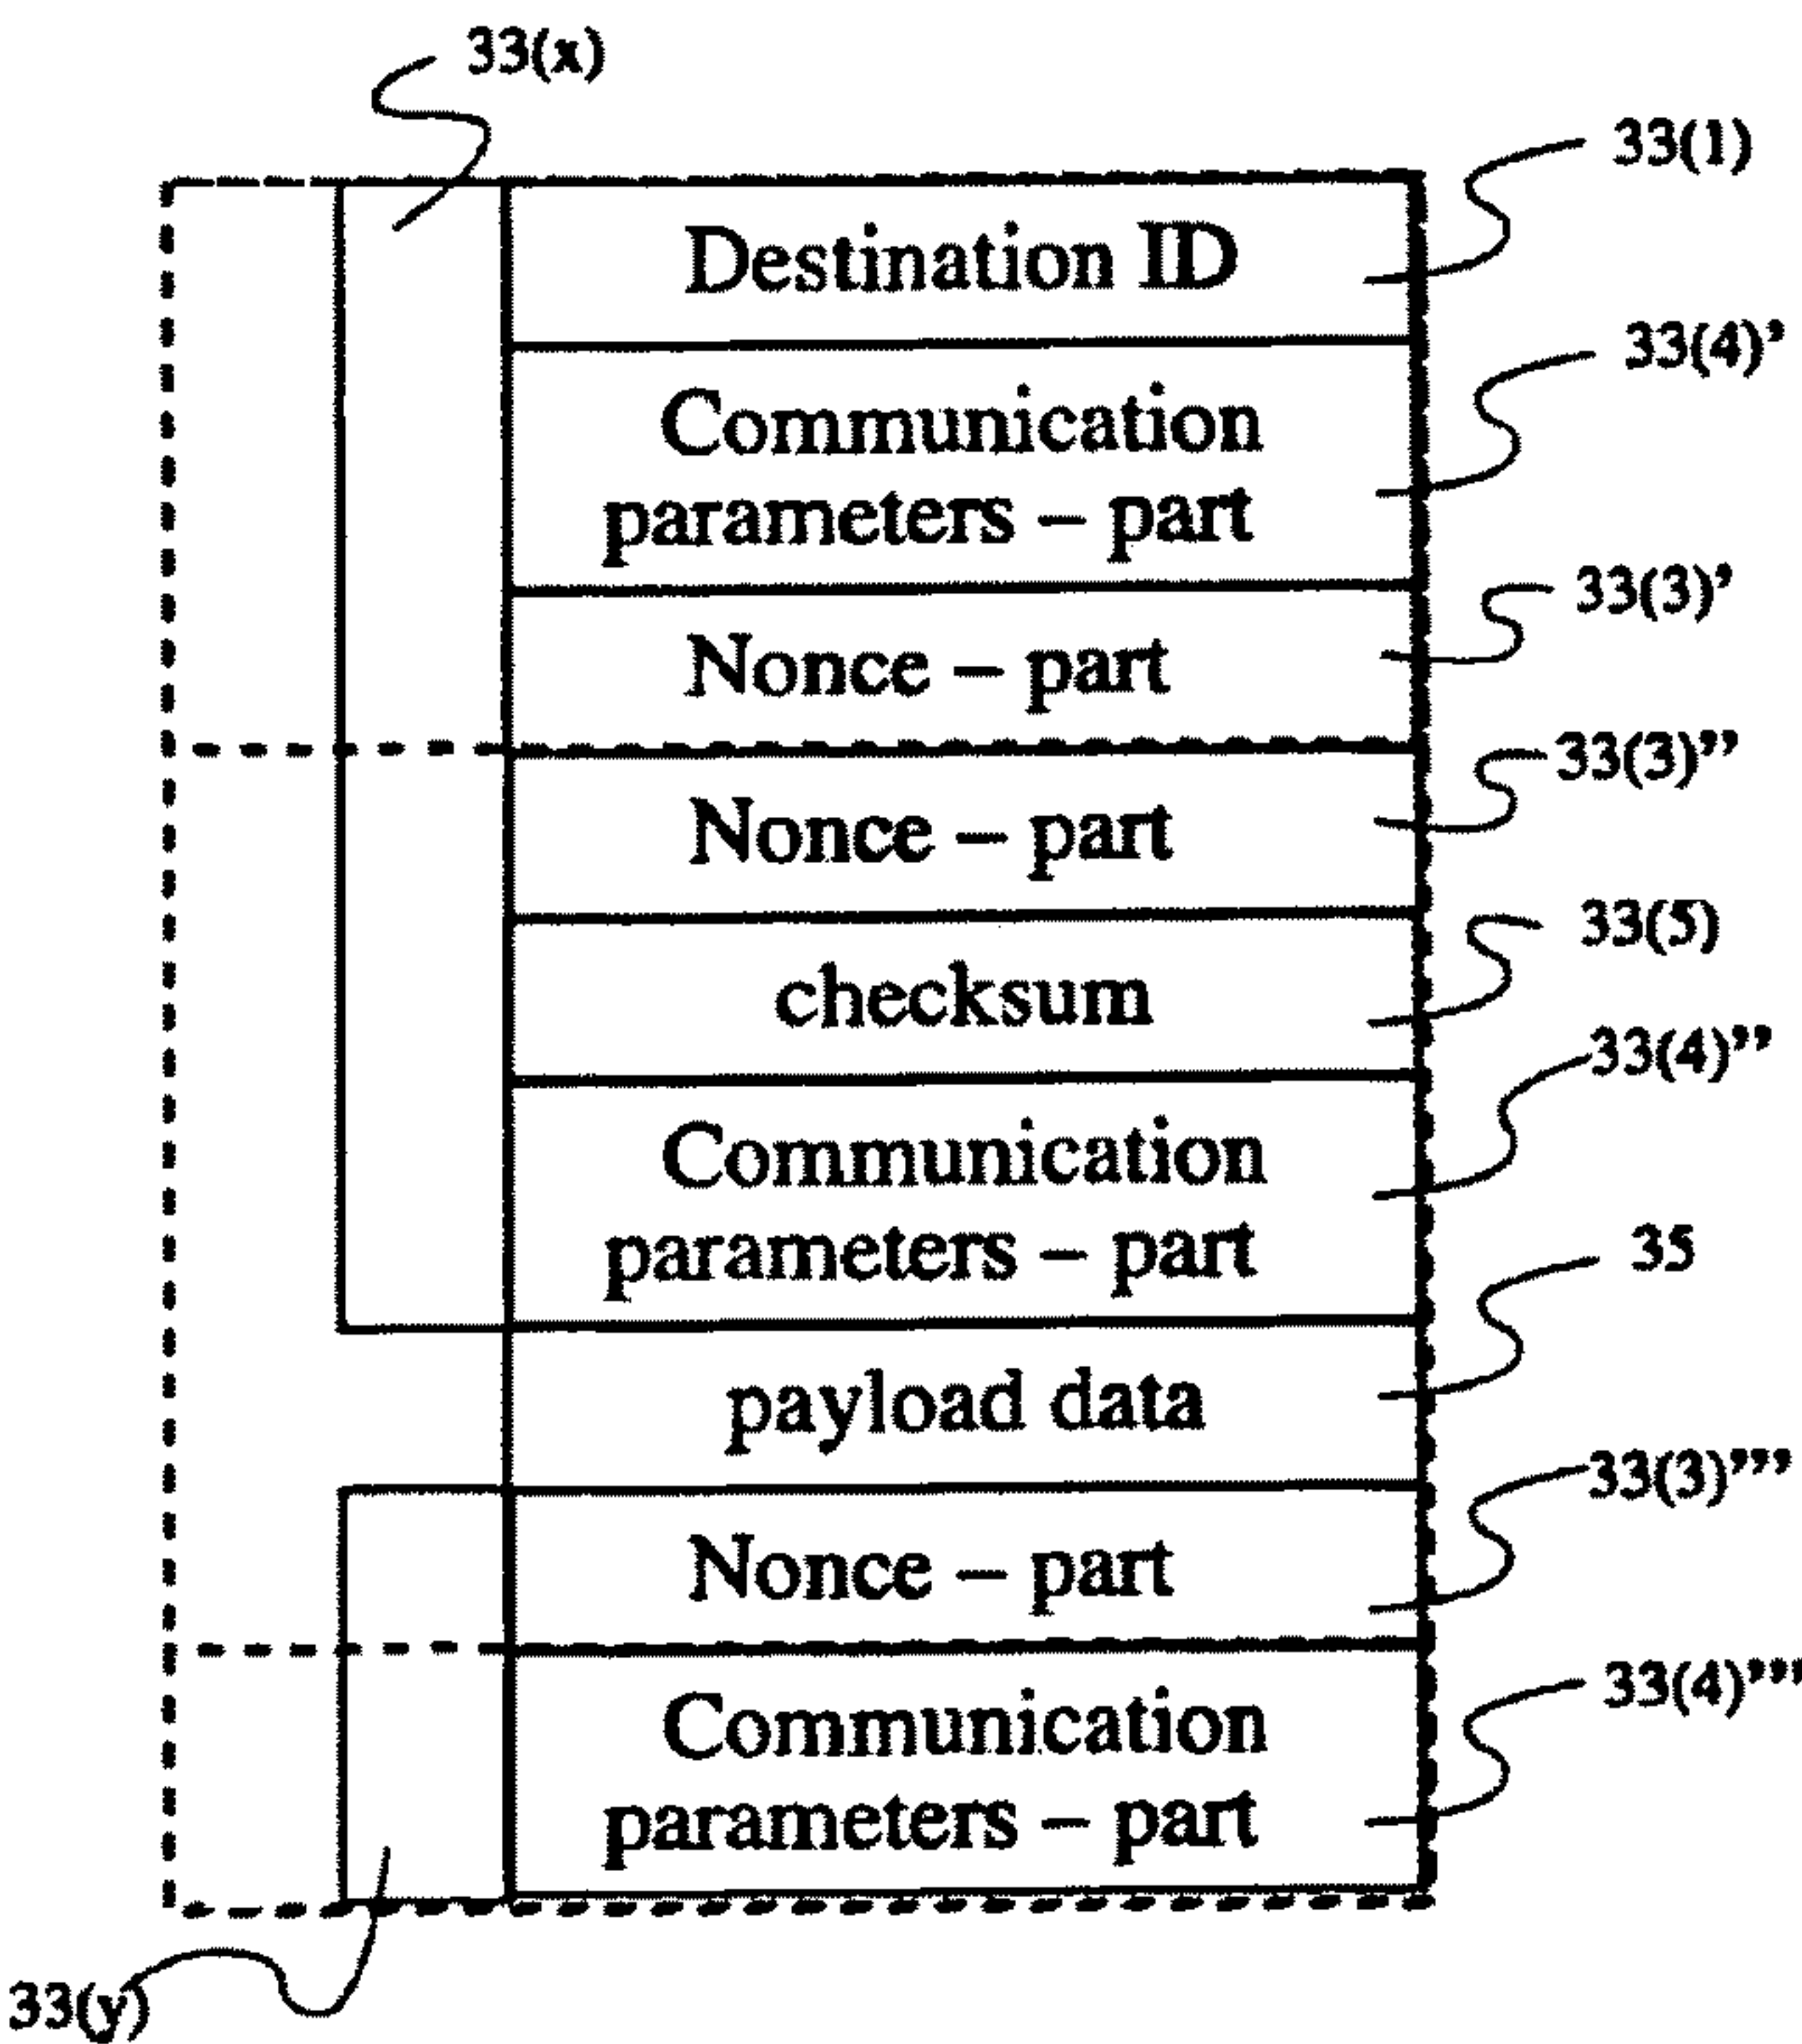 33(x)
33(1)
Destination ID
33(4)’
Communication
parameters – part
33(3)’
Nonce – part
33(3)’’
Nonce – part
33(5)
checksum
33(4)’’
Communication
parameters – part
35
payload data
33(3)’’’
Nonce – part
33(4)’’’
Communication
parameters – part
33(y)